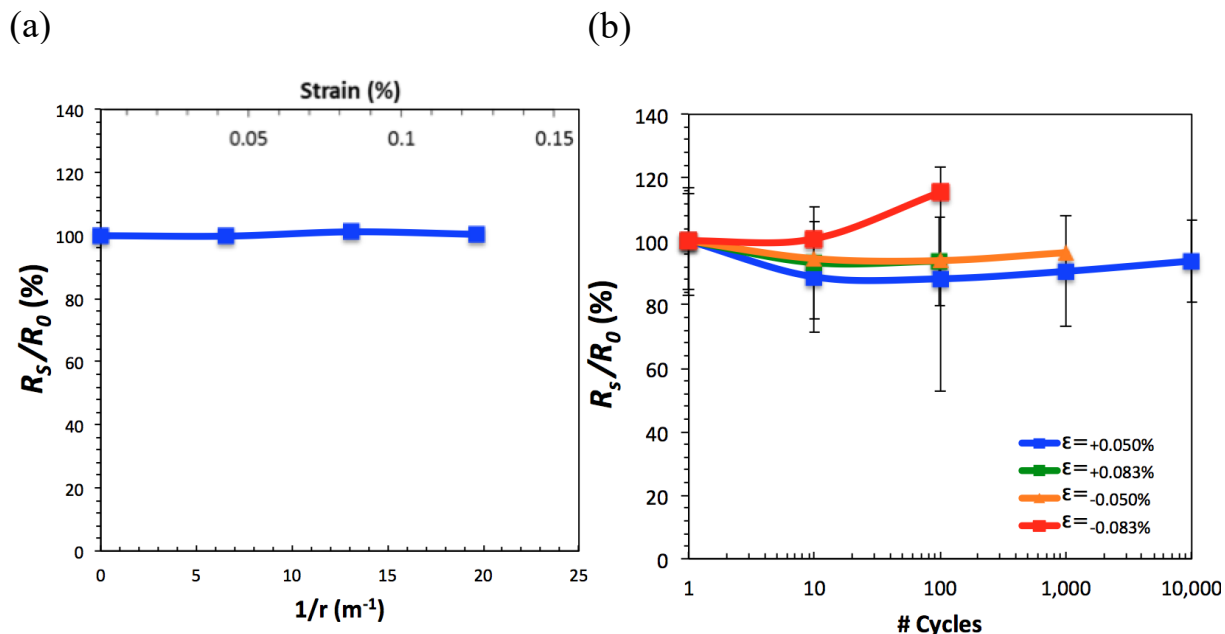 (a)
Strain (%)
0.05 0.1 0.15
140
120
100
80
60
40
20
0
R_s/R_0 (%)
0 5 10 15 20 25
1/r (m⁻¹)
(b)
140
120
100
80
60
40
20
0
R_s/R_0 (%)
ε=+0.050%
ε=+0.083%
ε=-0.050%
ε=-0.083%
1 10 100 1,000 10,000
# Cycles